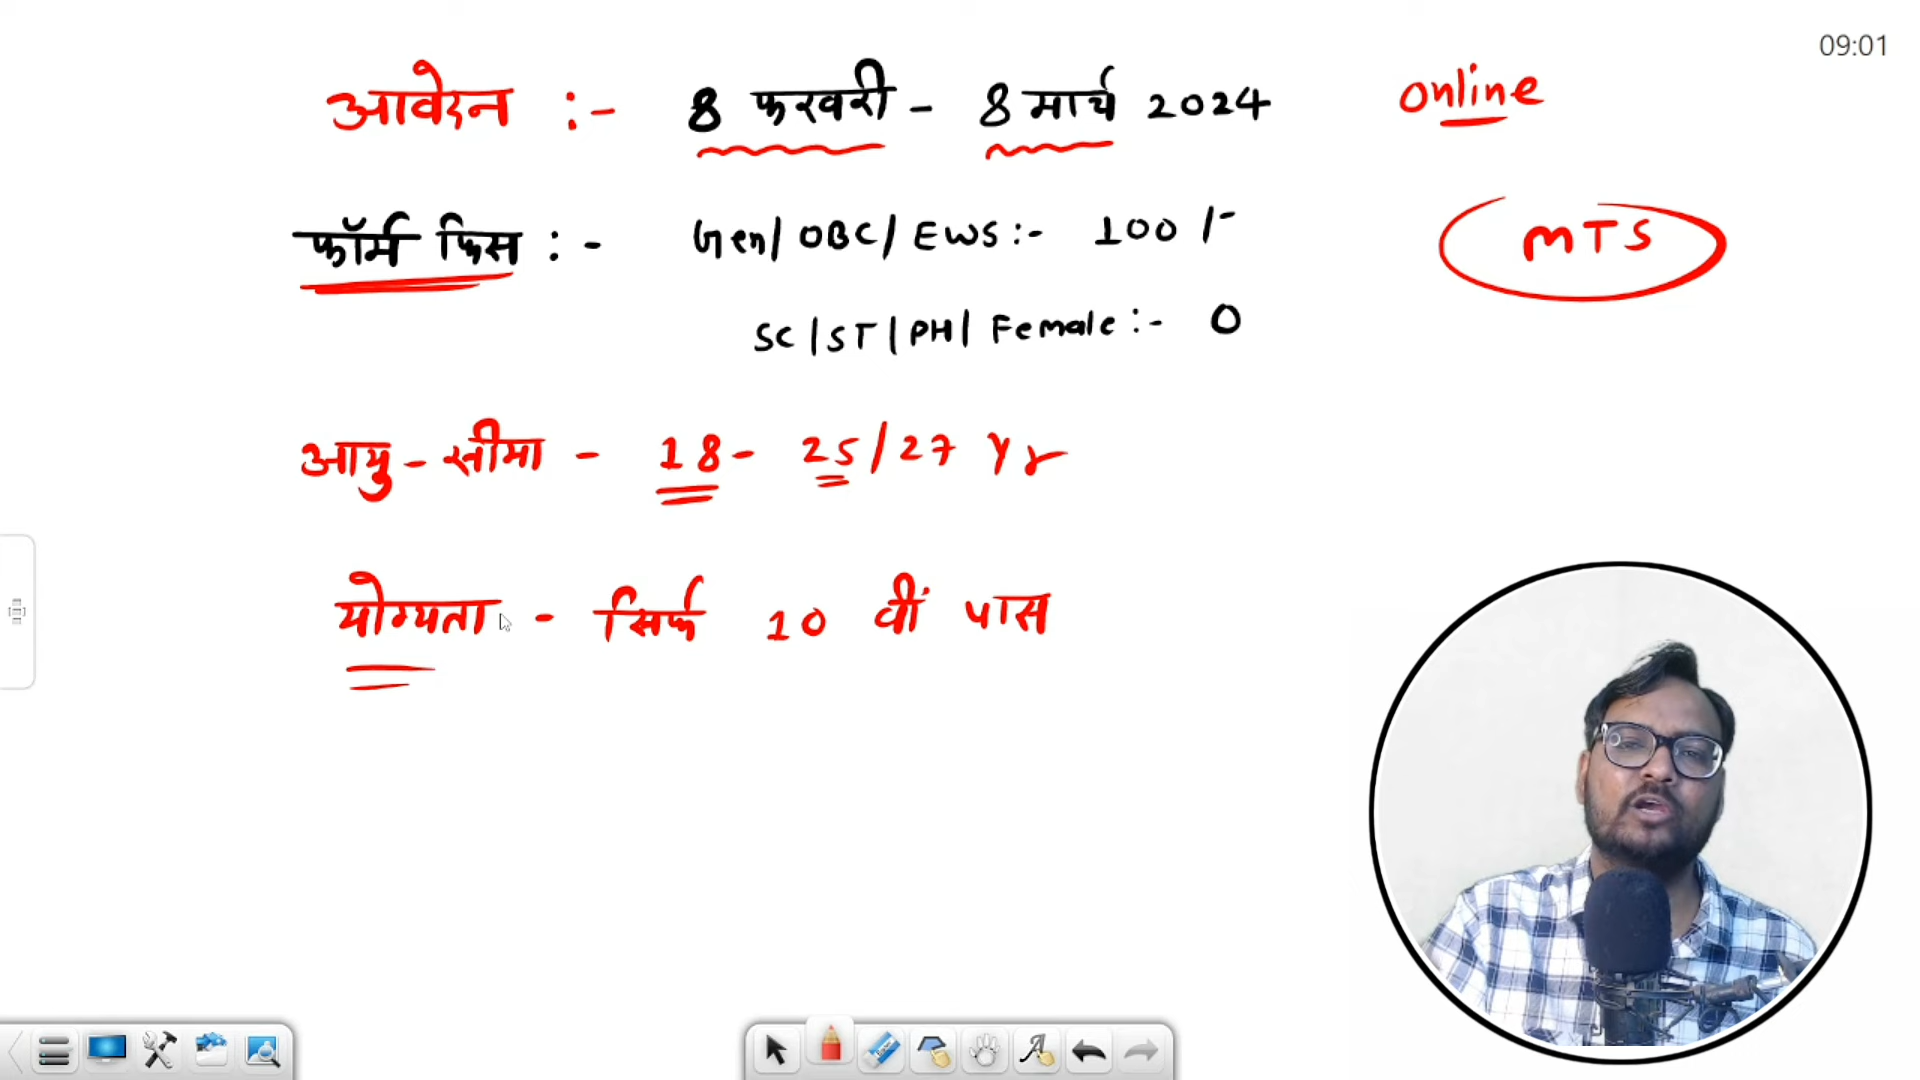 09:01
आवेदन :- 8 फरवरी - 8 मार्च 2024 online
फॉर्म फिस :- Gen/ OBC/ EWS :- 100 /-
MTS
SC/ST/PH/ Female :- 0
आयु - सीमा - 18 - 25/27 Yr
योग्यता - सिर्फ 10 वीं पास